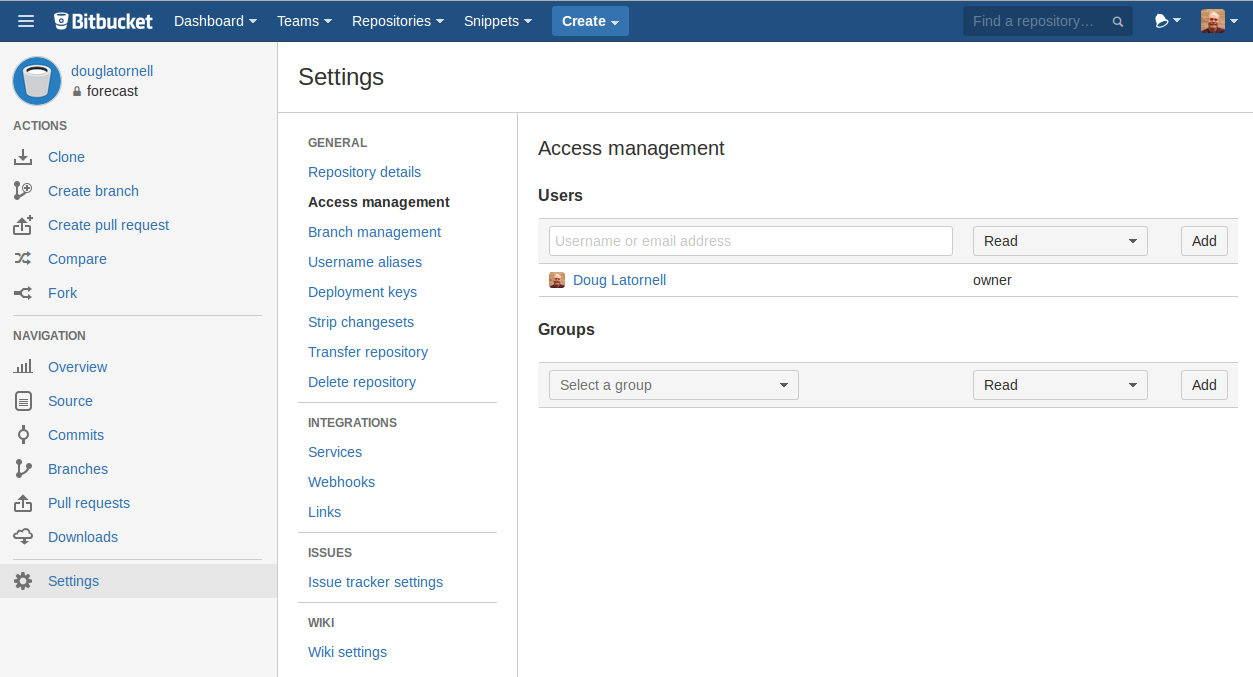 Bitbucket Dashboard Teams Repositories Snippets Create Find a repository…
douglatornell
forecast
ACTIONS
Clone
Create branch
Create pull request
Compare
Fork
NAVIGATION
Overview
Source
Commits
Branches
Pull requests
Downloads
Settings
Settings
GENERAL
Repository details
Access management
Branch management
Username aliases
Deployment keys
Strip changesets
Transfer repository
Delete repository
INTEGRATIONS
Services
Webhooks
Links
ISSUES
Issue tracker settings
WIKI
Wiki settings
Access management
Users
Username or email address Read Add
Doug Latornell owner
Groups
Select a group Read Add